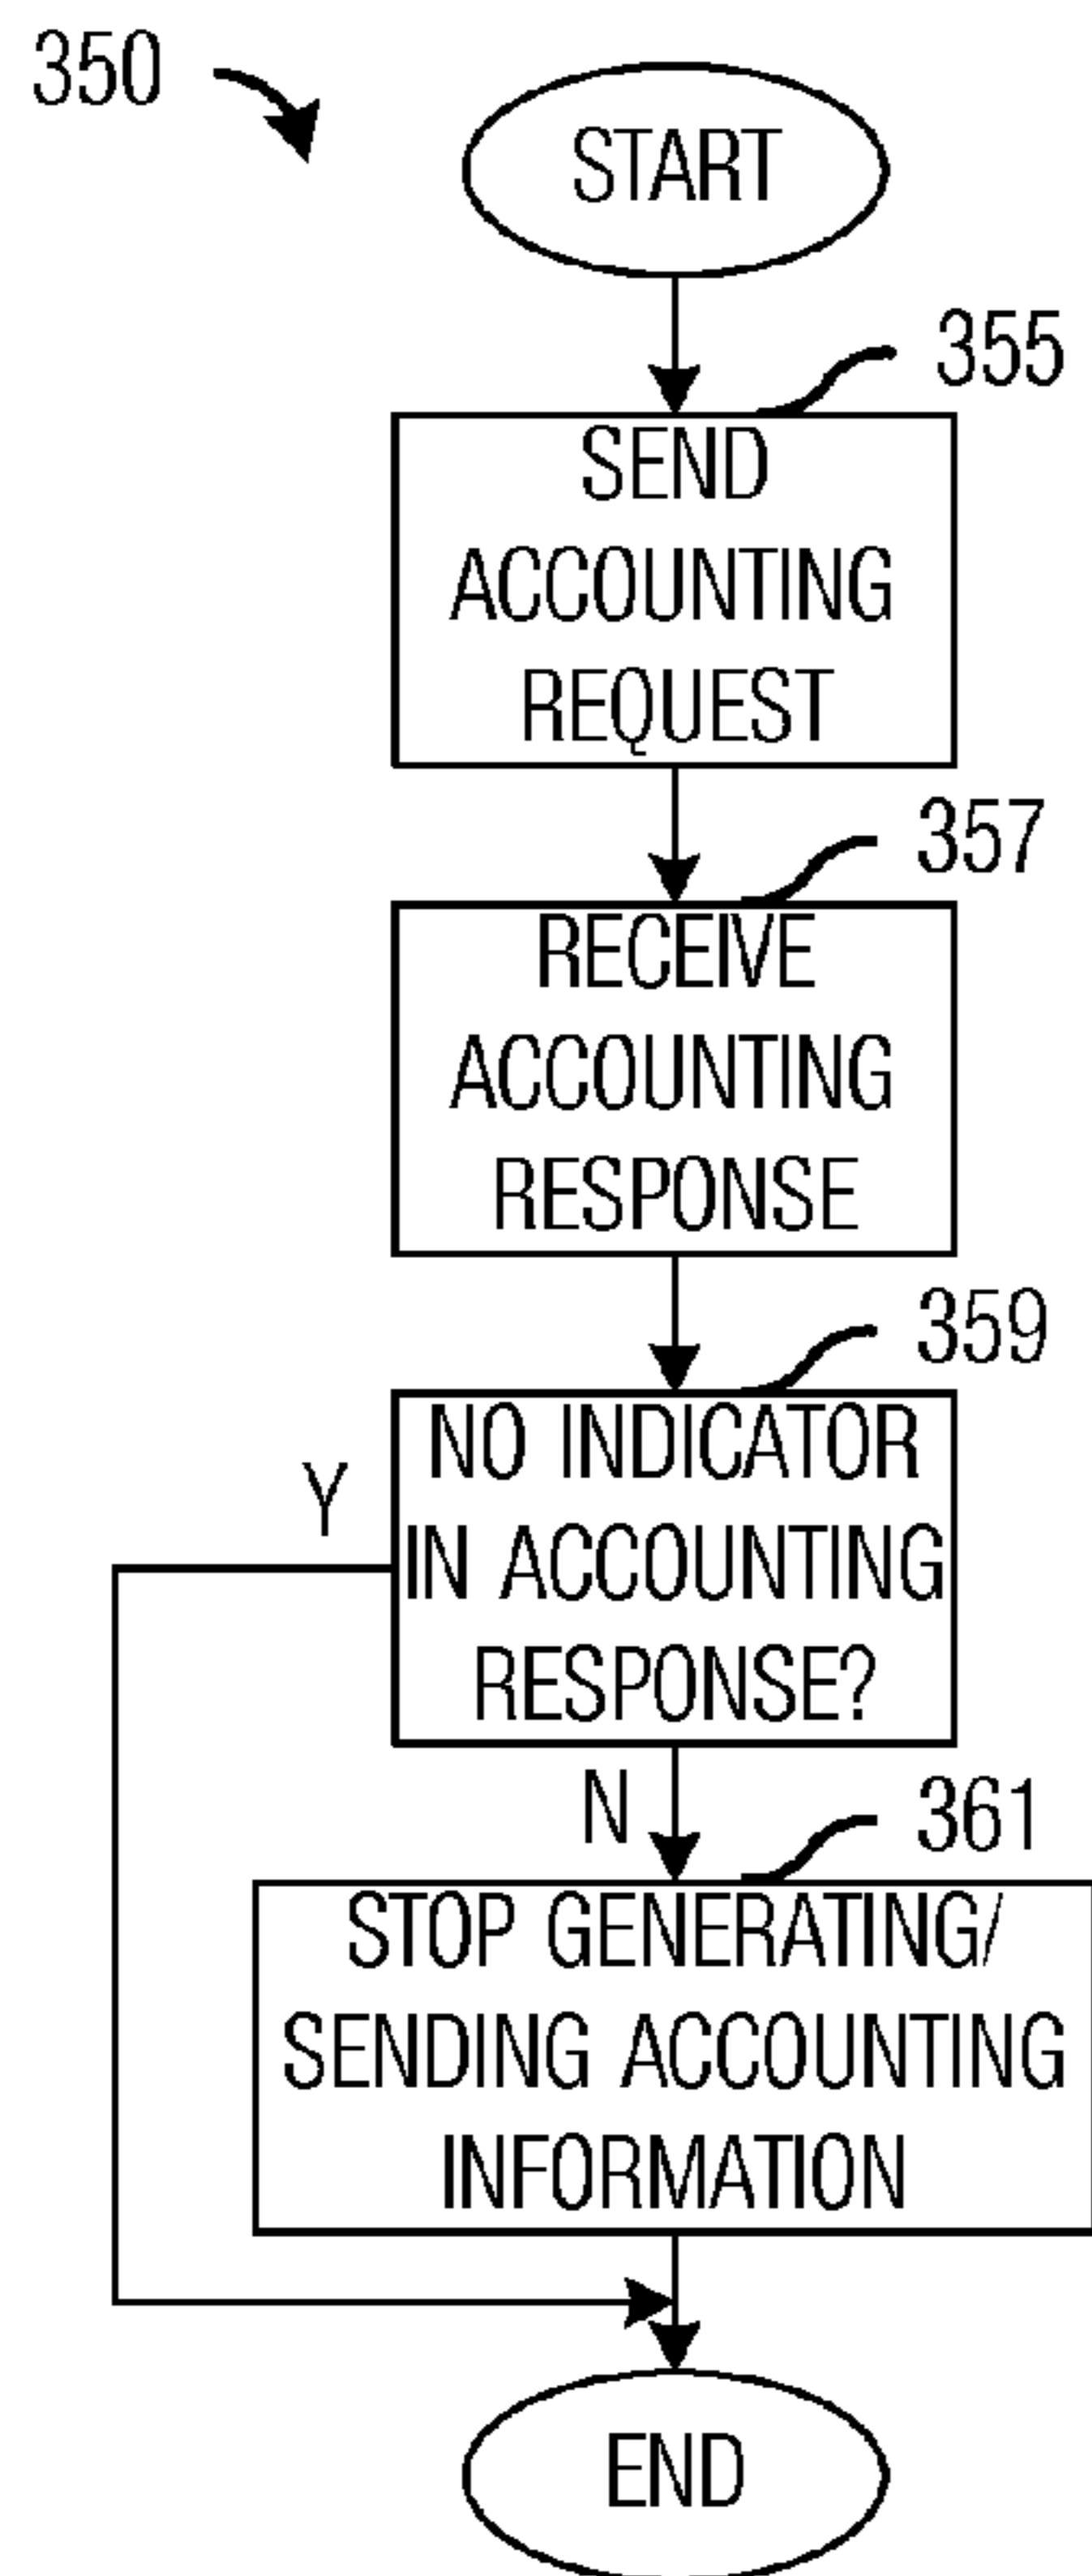 350
START
355
SEND
ACCOUNTING
REQUEST
357
RECEIVE
ACCOUNTING
RESPONSE
359
NO INDICATOR
IN ACCOUNTING
RESPONSE?
Y
N
361
STOP GENERATING/
SENDING ACCOUNTING
INFORMATION
END